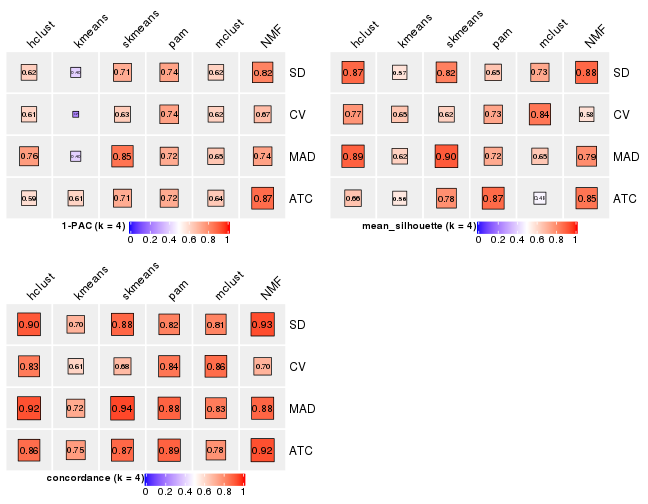 hclust kmeans skmeans pam mclust NMF
0.62 0.71 0.74 0.62 0.82 SD
0.61 0.63 0.74 0.62 0.67 CV
0.76 0.85 0.72 0.65 0.74 MAD
0.59 0.61 0.71 0.72 0.64 0.87 ATC
1-PAC (k = 4)
0 0.2 0.4 0.6 0.8 1
hclust kmeans skmeans pam mclust NMF
0.87 0.57 0.82 0.65 0.73 0.88 SD
0.77 0.65 0.62 0.73 0.84 0.58 CV
0.89 0.62 0.90 0.72 0.65 0.79 MAD
0.66 0.56 0.78 0.87 0.85 ATC
mean_silhouette (k = 4)
0 0.2 0.4 0.6 0.8 1
hclust kmeans skmeans pam mclust NMF
0.90 0.70 0.88 0.82 0.81 0.93 SD
0.83 0.61 0.68 0.84 0.86 0.70 CV
0.92 0.72 0.94 0.88 0.83 0.88 MAD
0.86 0.75 0.87 0.89 0.78 0.92 ATC
concordance (k = 4)
0 0.2 0.4 0.6 0.8 1